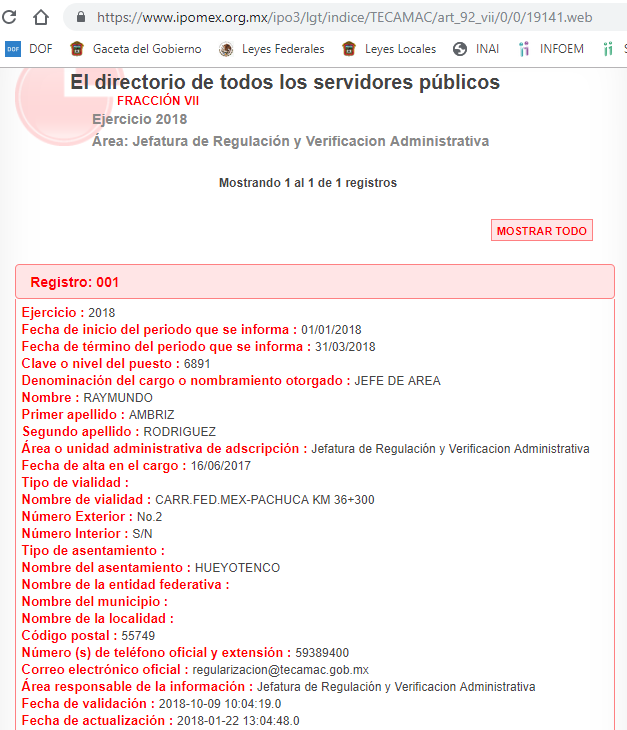 https://www.ipomex.org.mx/ipo3/lgt/indice/TECAMAC/art_92_vii/0/0/19141.web
DOF DOF Gaceta del Gobierno Leyes Federales Leyes Locales INAI INFOEM S
El directorio de todos los servidores públicos
FRACCIÓN VII
Ejercicio 2018
Área: Jefatura de Regulación y Verificacion Administrativa
Mostrando 1 al 1 de 1 registros
MOSTRAR TODO
Registro: 001
Ejercicio : 2018
Fecha de inicio del periodo que se informa : 01/01/2018
Fecha de término del periodo que se informa : 31/03/2018
Clave o nivel del puesto : 6891
Denominación del cargo o nombramiento otorgado : JEFE DE AREA
Nombre : RAYMUNDO
Primer apellido : AMBRIZ
Segundo apellido : RODRIGUEZ
Área o unidad administrativa de adscripción : Jefatura de Regulación y Verificacion Administrativa
Fecha de alta en el cargo : 16/06/2017
Tipo de vialidad :
Nombre de vialidad : CARR.FED.MEX-PACHUCA KM 36+300
Número Exterior : No.2
Número Interior : S/N
Tipo de asentamiento :
Nombre del asentamiento : HUEYOTENCO
Nombre de la entidad federativa :
Nombre del municipio :
Nombre de la localidad :
Código postal : 55749
Número (s) de teléfono oficial y extensión : 59389400
Correo electrónico oficial : regularizacion@tecamac.gob.mx
Área responsable de la información : Jefatura de Regulación y Verificacion Administrativa
Fecha de validación : 2018-10-09 10:04:19.0
Fecha de actualización : 2018-01-22 13:04:48.0